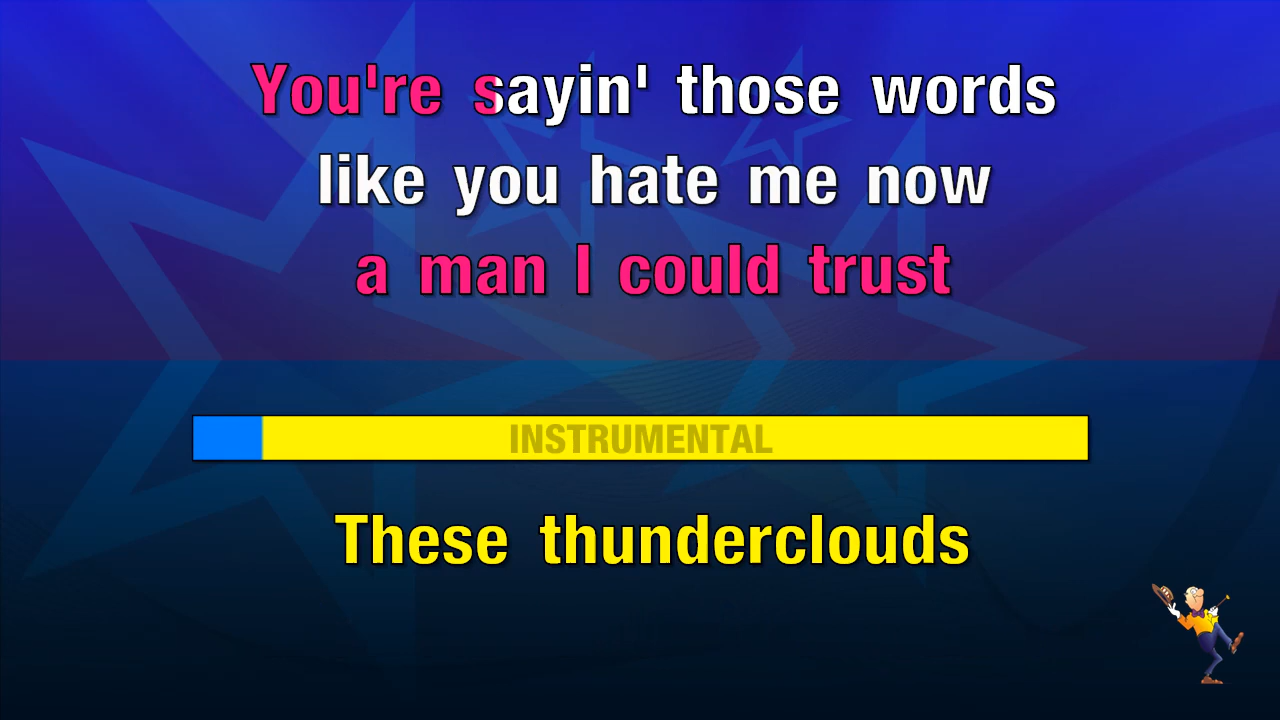 You're sayin' those words
like you hate me now
a man I could trust
INSTRUMENTAL
These thunderclouds